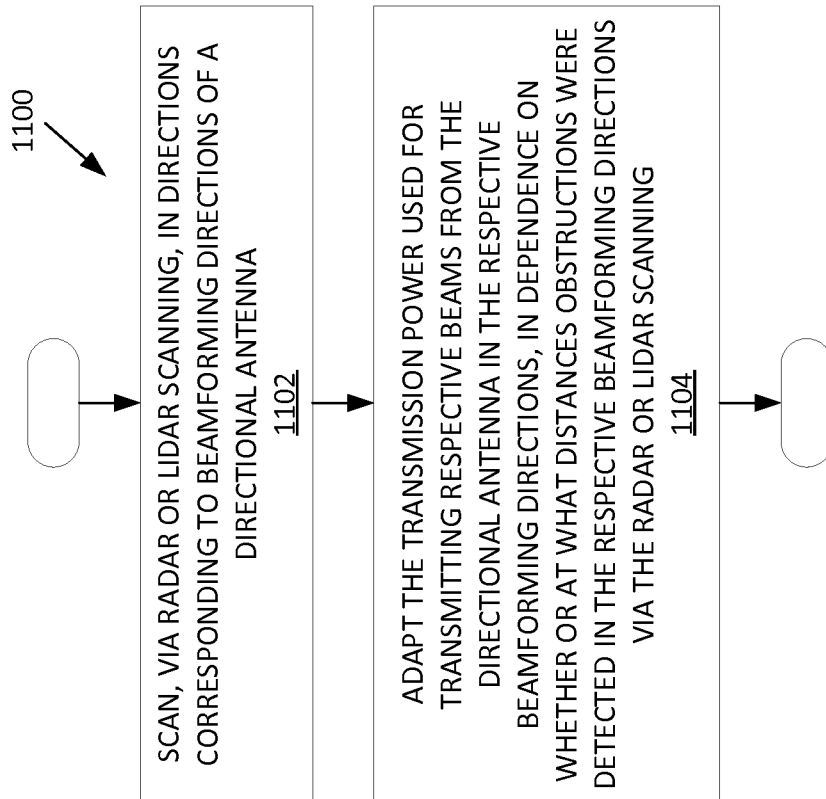 1100
SCAN, VIA RADAR OR LIDAR SCANNING, IN DIRECTIONS
CORRESPONDING TO BEAMFORMING DIRECTIONS OF A
DIRECTIONAL ANTENNA
1102
ADAPT THE TRANSMISSION POWER USED FOR
TRANSMITTING RESPECTIVE BEAMS FROM THE
DIRECTIONAL ANTENNA IN THE RESPECTIVE
BEAMFORMING DIRECTIONS, IN DEPENDENCE ON
WHETHER OR AT WHAT DISTANCES OBSTRUCTIONS WERE
DETECTED IN THE RESPECTIVE BEAMFORMING DIRECTIONS
VIA THE RADAR OR LIDAR SCANNING
1104